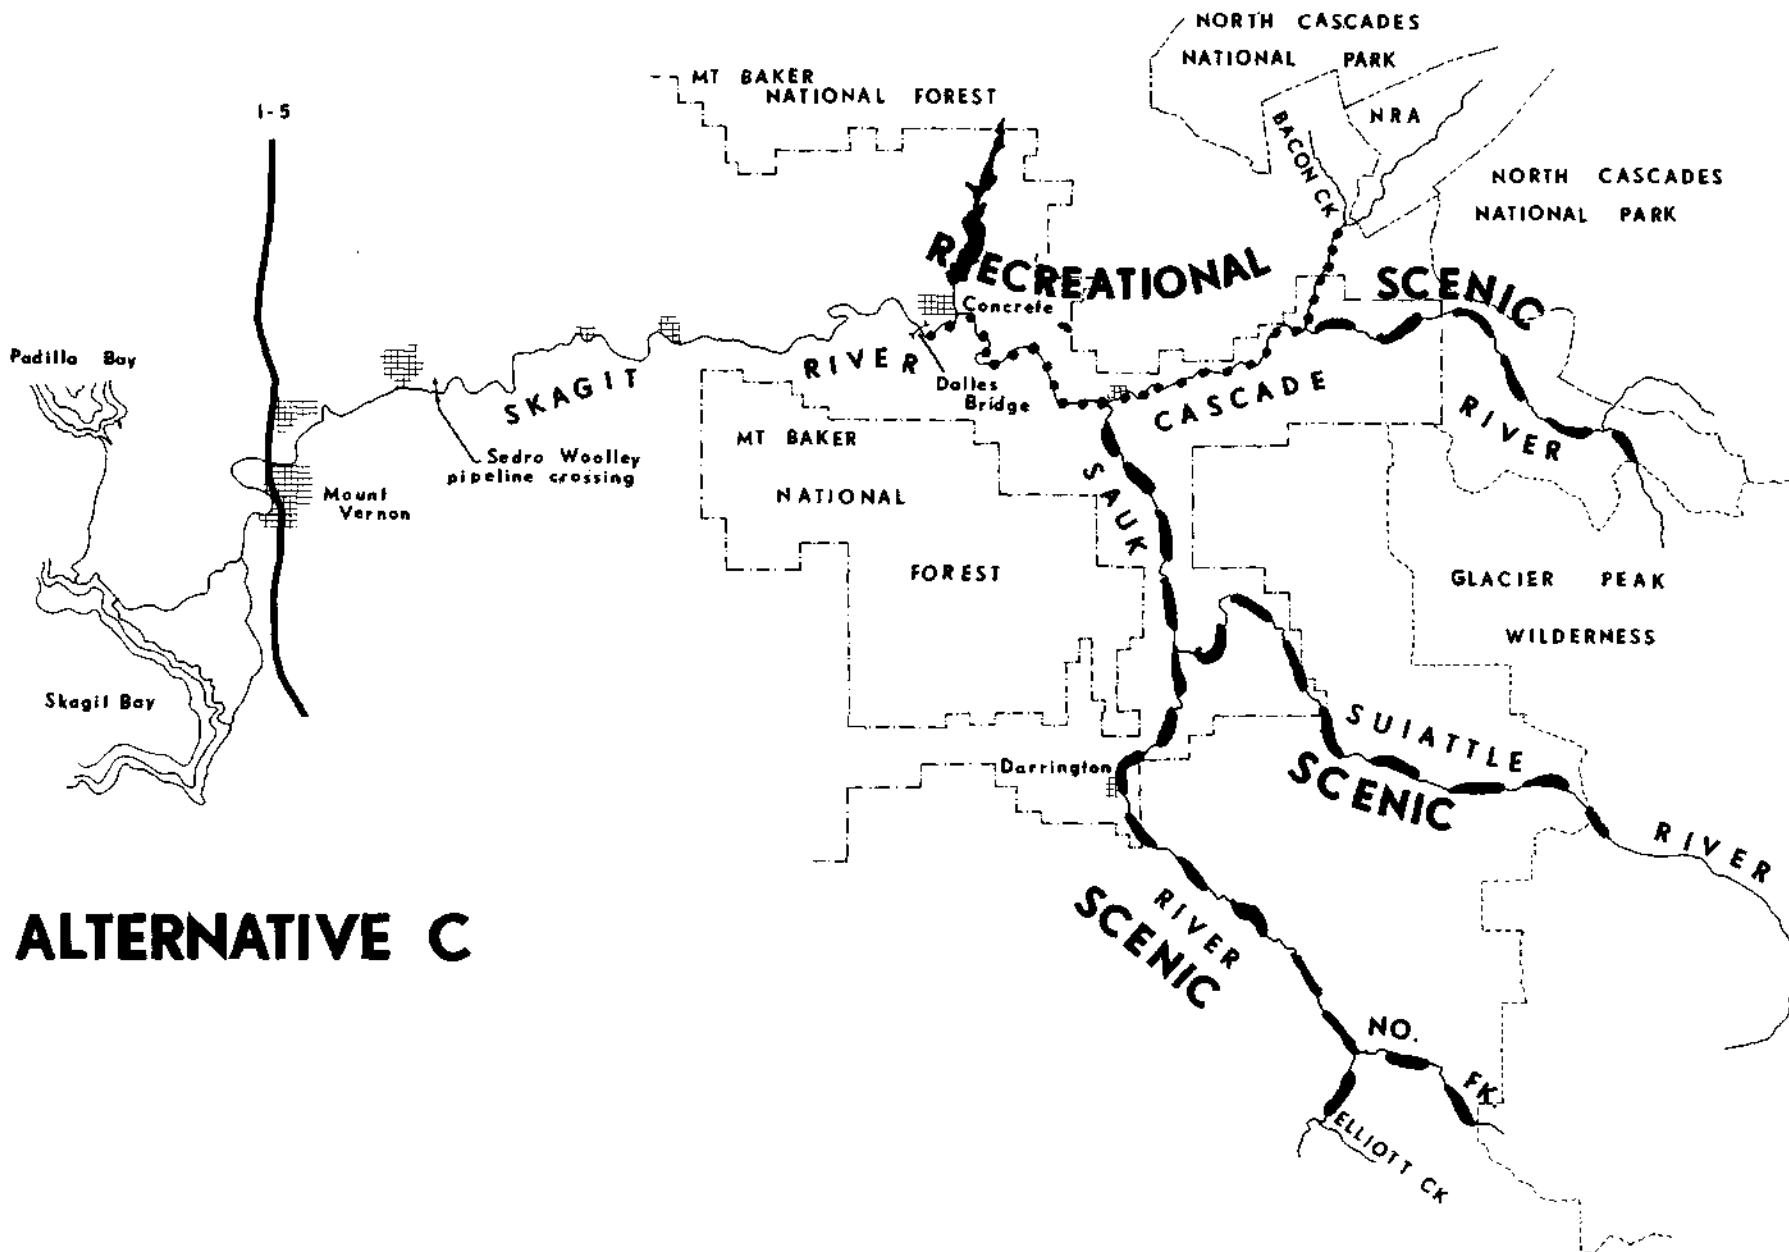 NORTH CASCADES
NATIONAL PARK
MT BAKER
NATIONAL FOREST
I-5
NRA
BACON CK
NORTH CASCADES
NATIONAL PARK
RECREATIONAL
SCENIC
Concrete
Padilla Bay
SKAGIT RIVER
Dalles
Bridge
CASCADE RIVER
MT BAKER
NATIONAL
FOREST
Sedro Woolley
pipeline crossing
Mount
Vernon
SAUK
GLACIER PEAK
WILDERNESS
Skagit Bay
SUIATTLE
SCENIC
Darrington
RIVER
RIVER
SCENIC
ALTERNATIVE C
NO.
FK.
ELLIOTT CK